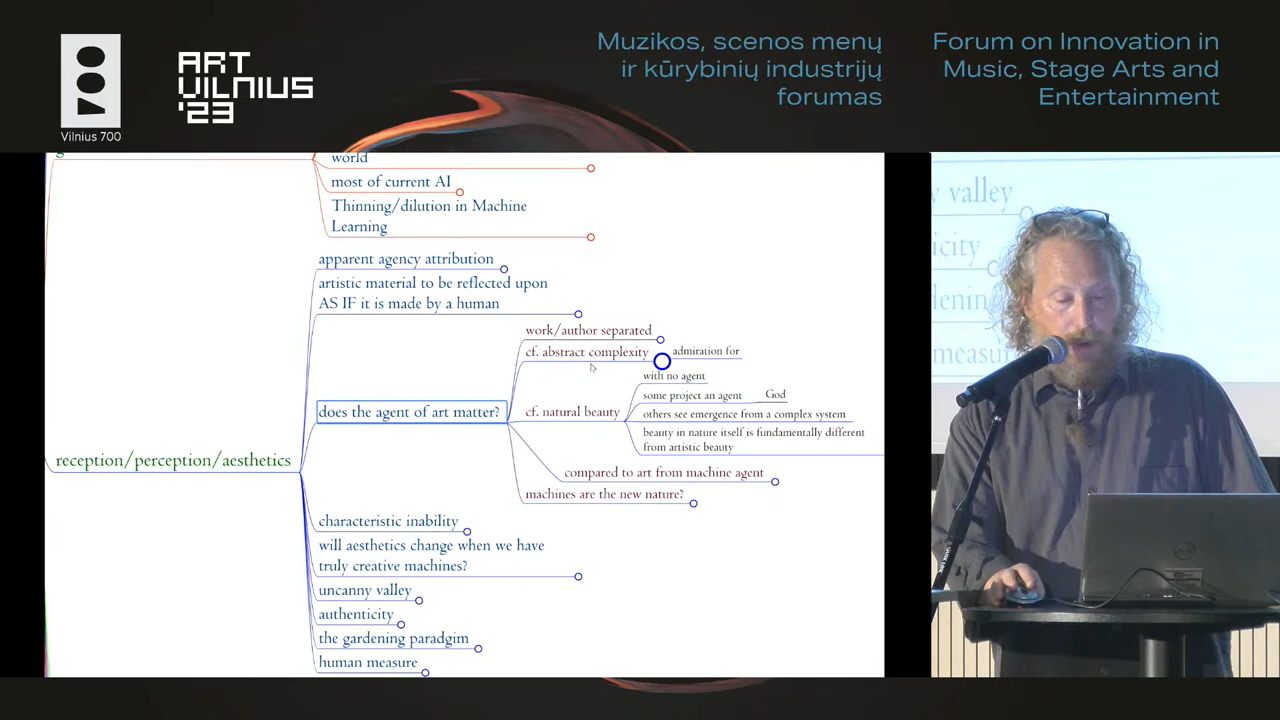 Vilnius 700
ART
VILNIUS
'23
Muzikos, scenos menų
ir kūrybinių industrijų
forumas
Forum on Innovation in
Music, Stage Arts and
Entertainment
world
most of current AI
Thinning/dilution in Machine
Learning
apparent agency attribution
artistic material to be reflected upon
AS IF it is made by a human
work/author separated
cf. abstract complexity
admiration for
does the agent of art matter?
cf. natural beauty
with no agent
some project an agent
God
others see emergence from a complex system
beauty in nature itself is fundamentally different
from artistic beauty
compared to art from machine agent
machines are the new nature?
reception/perception/aesthetics
characteristic inability
will aesthetics change when we have
truly creative machines?
uncanny valley
authenticity
the gardening paradgim
human measure
valley